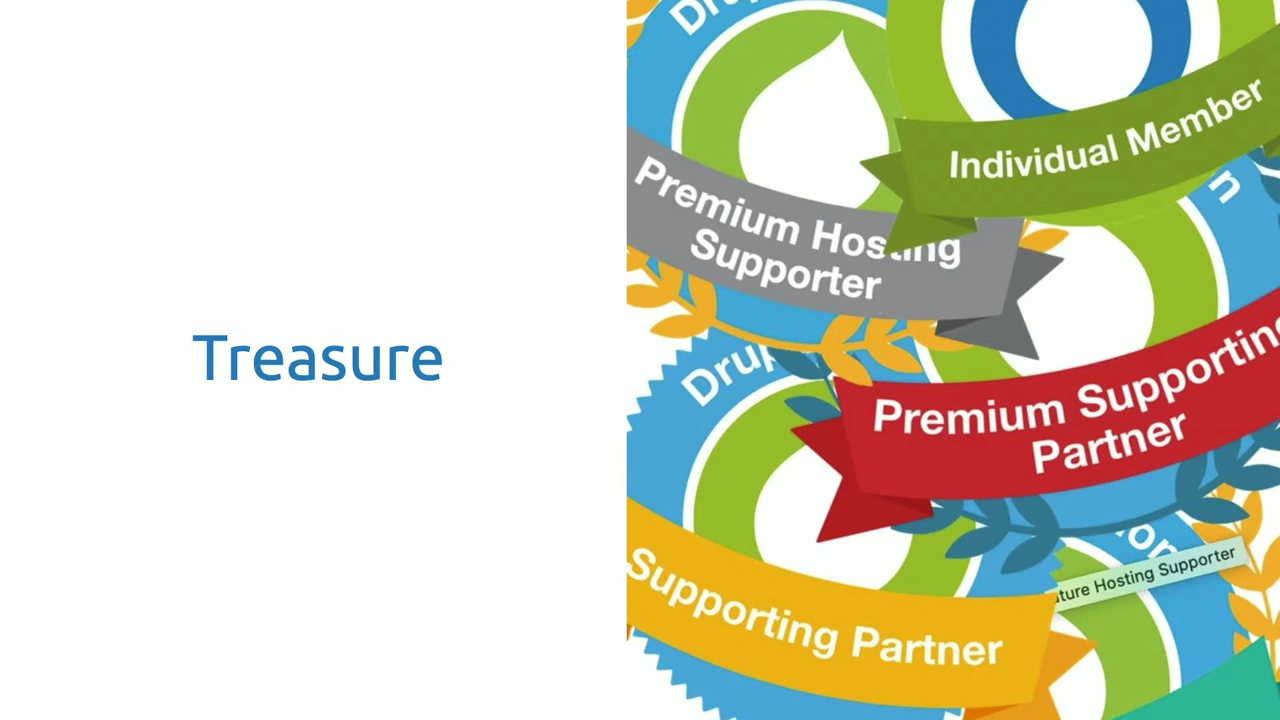 Treasure
Individual Member
Premium Hosting
Supporter
Premium Supporting
Partner
Supporting Partner
Hosting Supporter